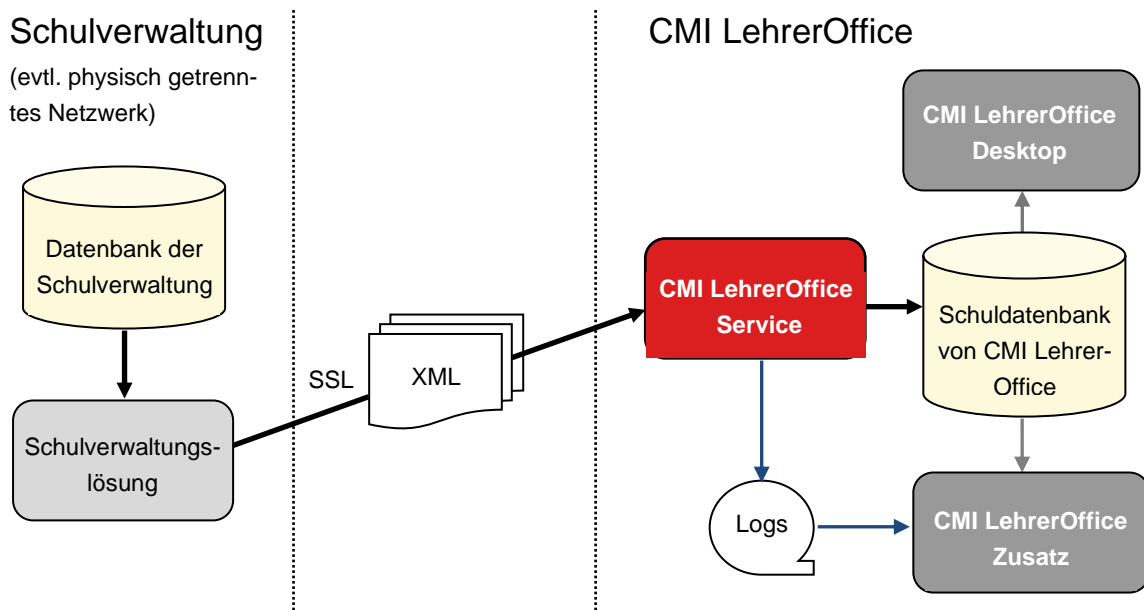 Schulverwaltung
(evtl. physisch getrenn-
tes Netzwerk)
Datenbank der
Schulverwaltung
Schulverwaltungs-
lösung
SSL
XML
CMI LehrerOffice
CMI LehrerOffice
Desktop
CMI LehrerOffice
Service
Schuldatenbank
von CMI Lehrer-
Office
Logs
CMI LehrerOffice
Zusatz